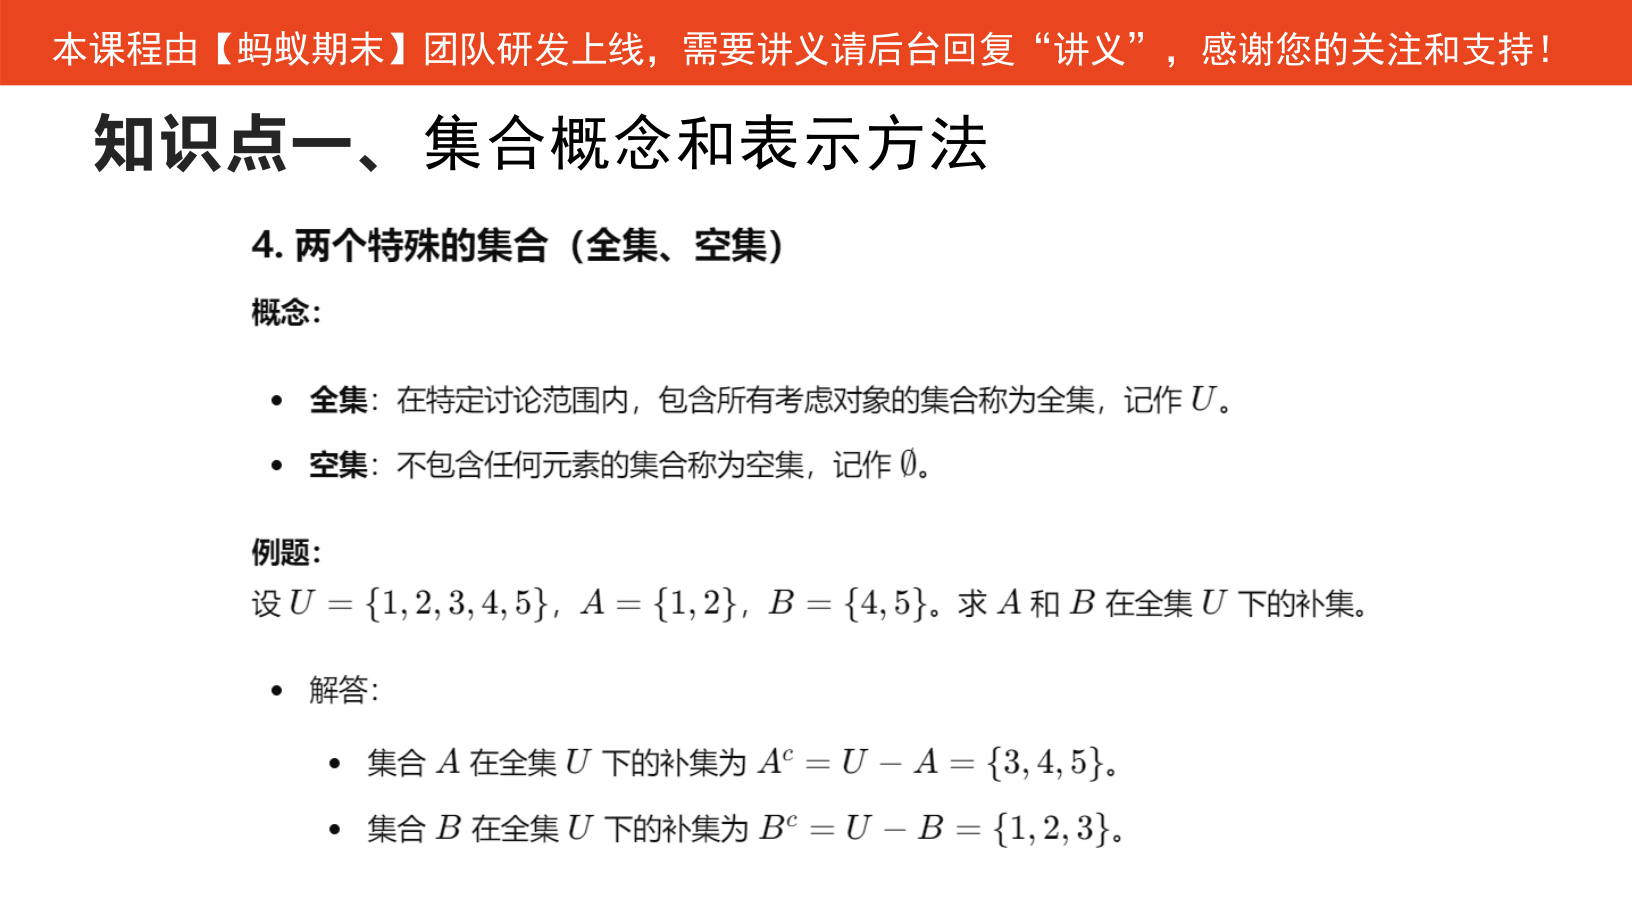 本课程由【蚂蚁期末】团队研发上线，需要讲义请后台回复“讲义”，感谢您的关注和支持！
知识点一、集合概念和表示方法
4. 两个特殊的集合（全集、空集）
概念：
• 全集：在特定讨论范围内，包含所有考虑对象的集合称为全集，记作 U。
• 空集：不包含任何元素的集合称为空集，记作 ∅。
例题：
设 U = {1, 2, 3, 4, 5}，A = {1, 2}，B = {4, 5}。求 A 和 B 在全集 U 下的补集。
• 解答：
• 集合 A 在全集 U 下的补集为 Aᶜ = U − A = {3, 4, 5}。
• 集合 B 在全集 U 下的补集为 Bᶜ = U − B = {1, 2, 3}。